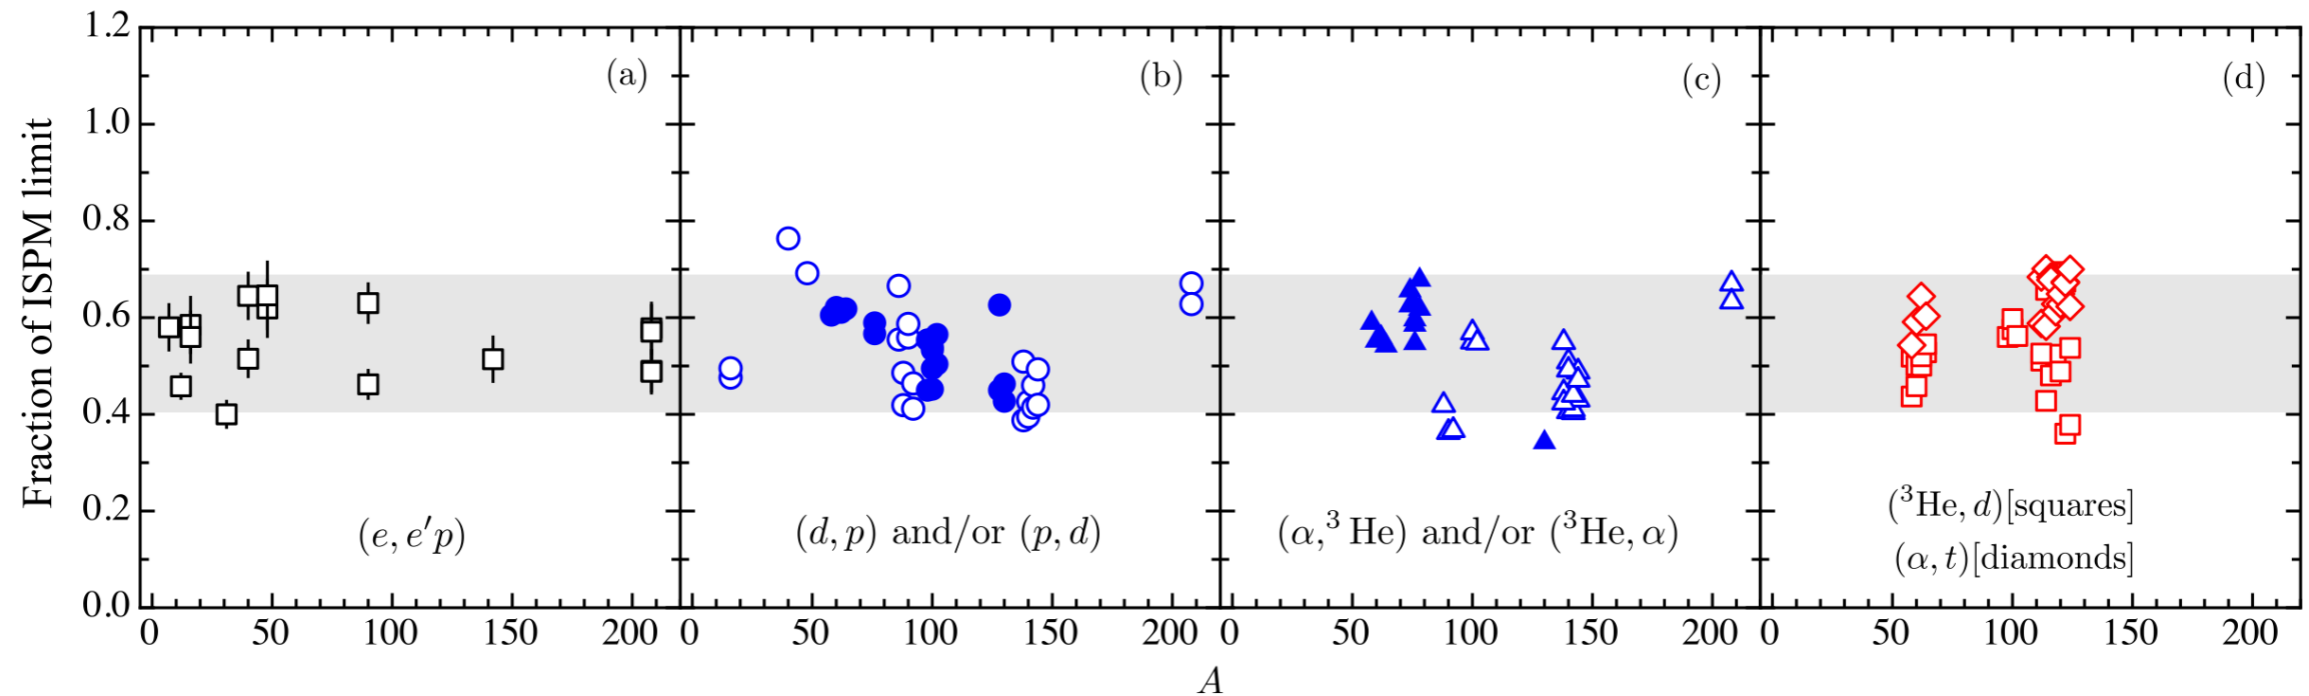 Fraction of ISPM limit
1.2
1.0
0.8
0.6
0.4
0.2
0.0
(a)
(e, e′p)
0 50 100 150 200
(b)
(d, p) and/or (p, d)
0 50 100 150 200
(c)
(α,³ He) and/or (³He, α)
0 50 100 150 200
(d)
(³He, d)[squares]
(α, t)[diamonds]
0 50 100 150 200
A